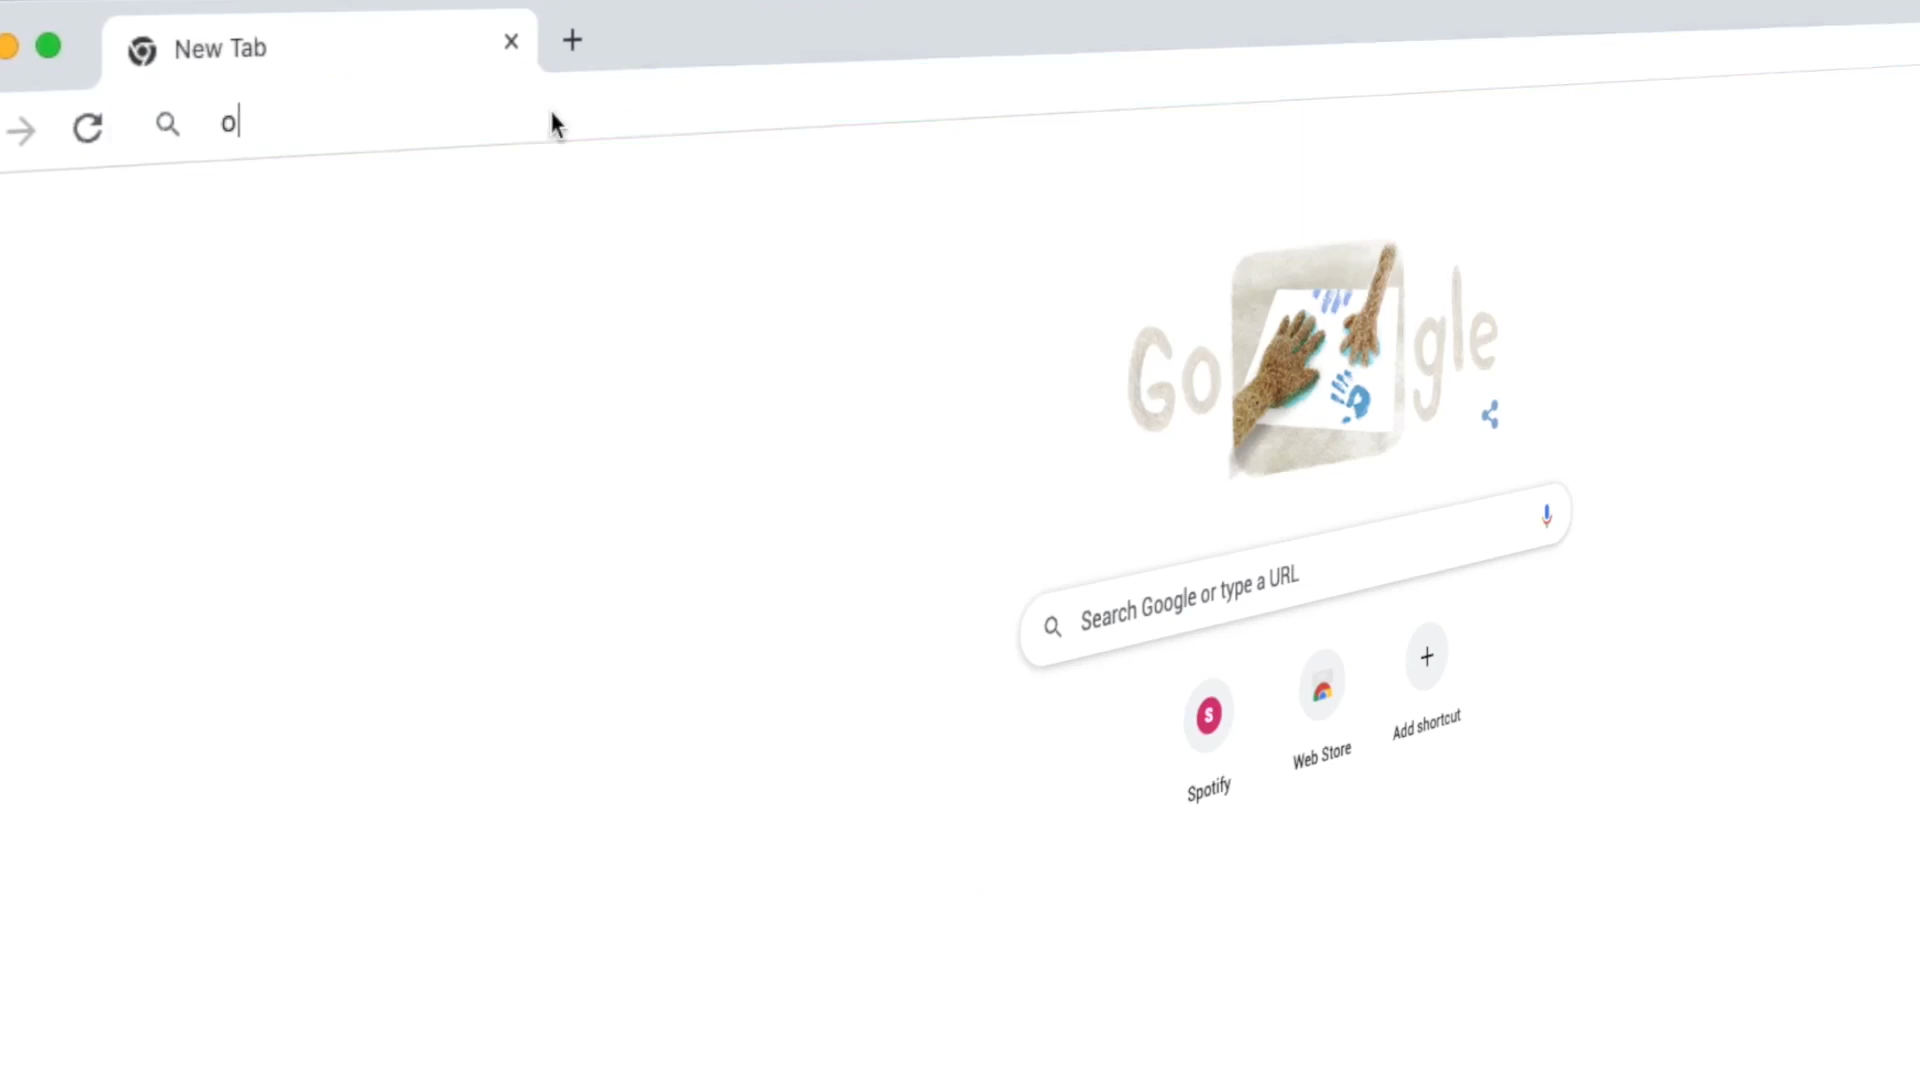 New Tab
o
Go gle
Search Google or type a URL
S
Spotify
Web Store
Add shortcut